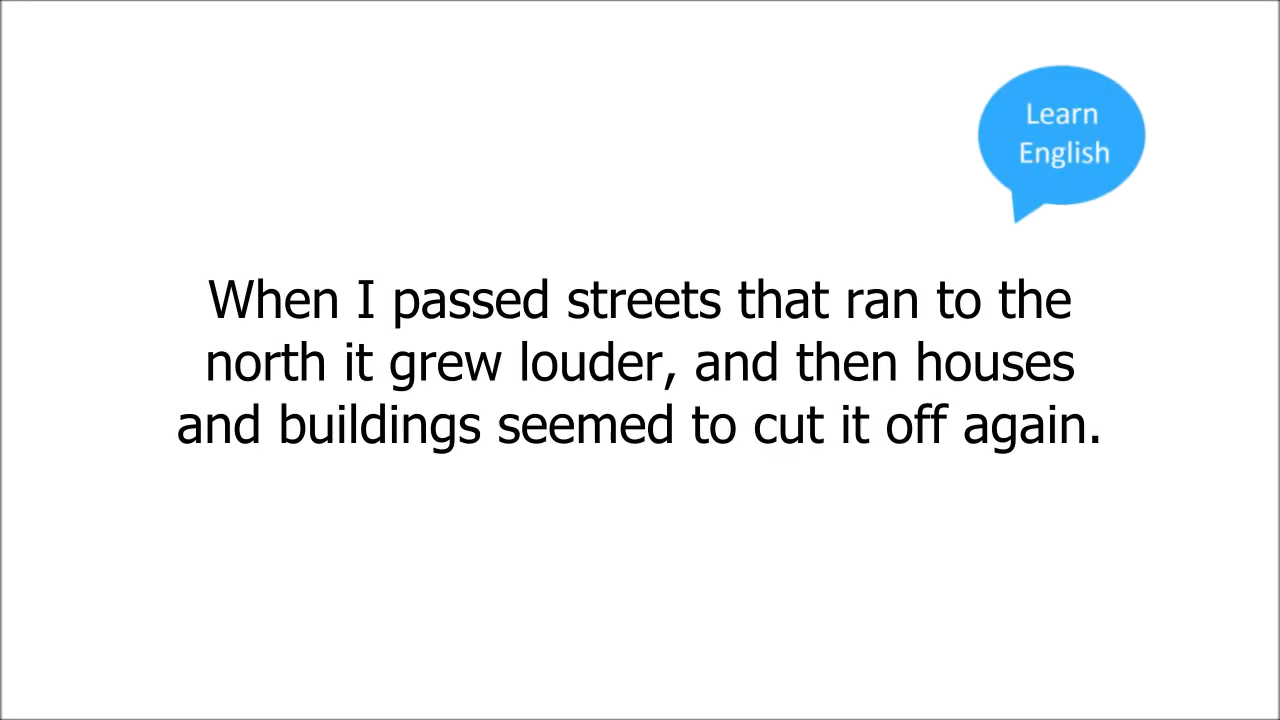 Learn
English
When I passed streets that ran to the
north it grew louder, and then houses
and buildings seemed to cut it off again.